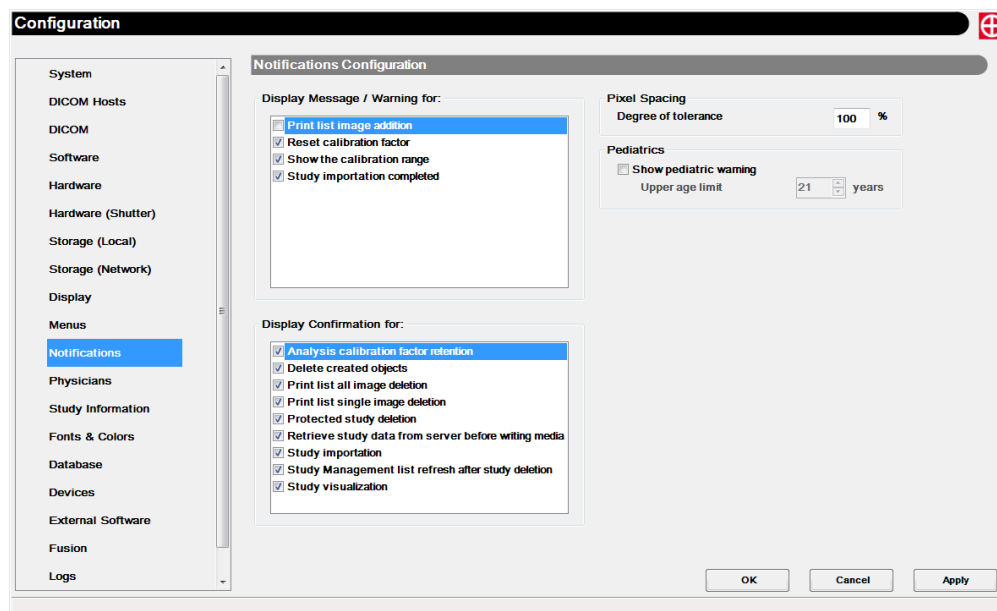 Configuration
System
DICOM Hosts
DICOM
Software
Hardware
Hardware (Shutter)
Storage (Local)
Storage (Network)
Display
Menus
Notifications
Physicians
Study Information
Fonts & Colors
Database
Devices
External Software
Fusion
Logs
Notifications Configuration
Display Message / Warning for:
Print list image addition
Reset calibration factor
Show the calibration range
Study importation completed
Display Confirmation for:
Analysis calibration factor retention
Delete created objects
Print list all image deletion
Print list single image deletion
Protected study deletion
Retrieve study data from server before writing media
Study importation
Study Management list refresh after study deletion
Study visualization
Pixel Spacing
Degree of tolerance 100 %
Pediatrics
Show pediatric warning
Upper age limit 21 years
OK Cancel Apply